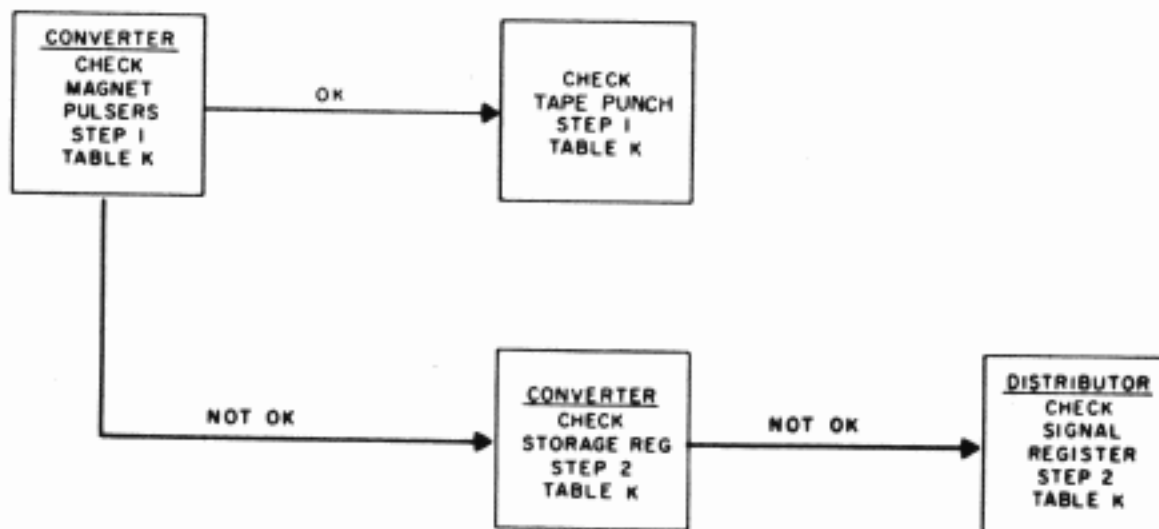 CONVERTER
CHECK
MAGNET
PULSERS
STEP 1
TABLE K
OK
CHECK
TAPE PUNCH
STEP 1
TABLE K
NOT OK
CONVERTER
CHECK
STORAGE REG
STEP 2
TABLE K
NOT OK
DISTRIBUTOR
CHECK
SIGNAL
REGISTER
STEP 2
TABLE K